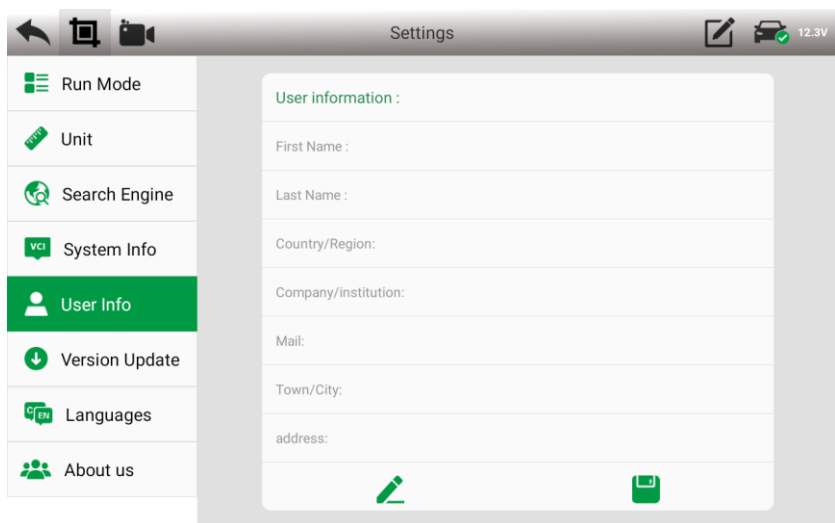 Settings
12.3V
Run Mode
Unit
Search Engine
VCI
System Info
User Info
Version Update
C EN
Languages
About us
User information :
First Name :
Last Name :
Country/Region:
Company/institution:
Mail:
Town/City:
address: